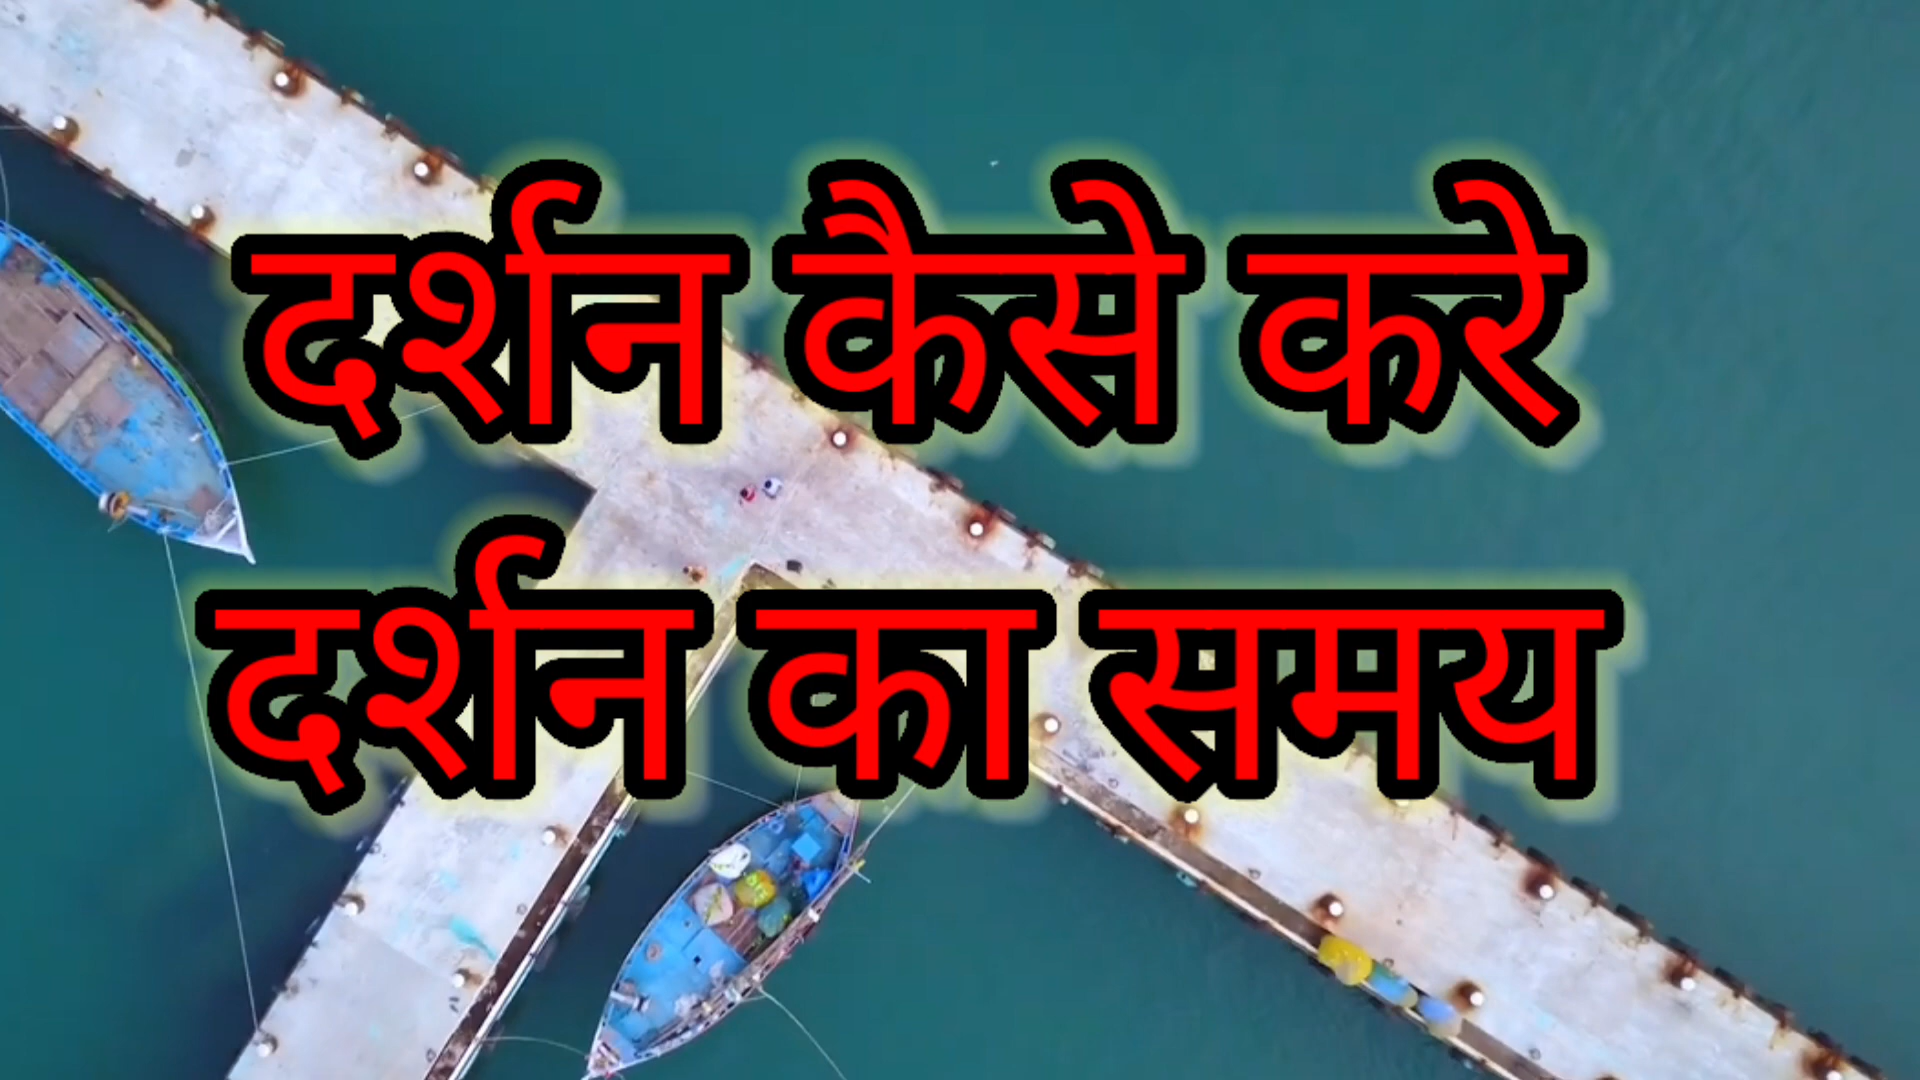 दर्शन कैसे करे
दर्शन का समय